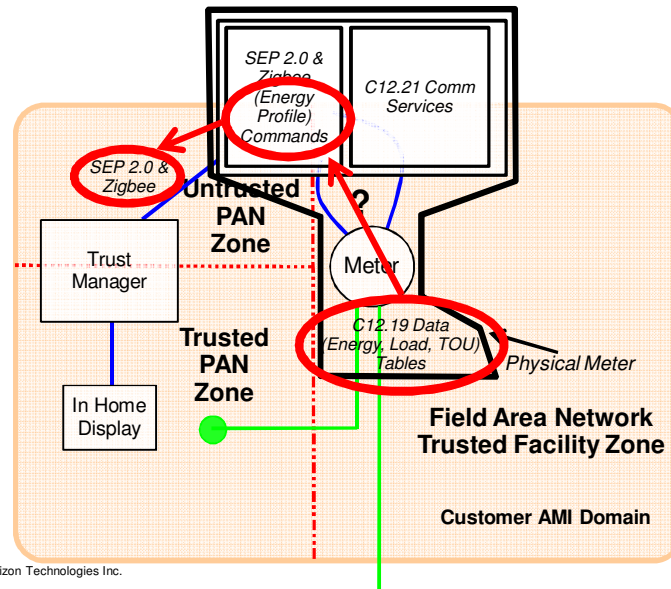 SEP 2.0 &
Zigbee
(Energy
Profile)
Commands
C12.21 Comm
Services
SEP 2.0 &
Zigbee
Untrusted
PAN
Zone
?
Trust
Manager
Meter
Trusted
PAN
Zone
C12.19 Data
(Energy, Load, TOU)
Tables
Physical Meter
In Home
Display
Field Area Network
Trusted Facility Zone
Customer AMI Domain
izon Technologies Inc.